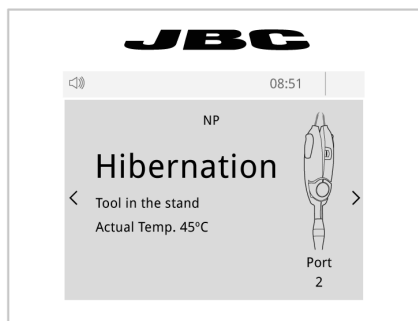 JBC
08:51
NP
Hibernation
Tool in the stand
Actual Temp. 45ºC
Port
2